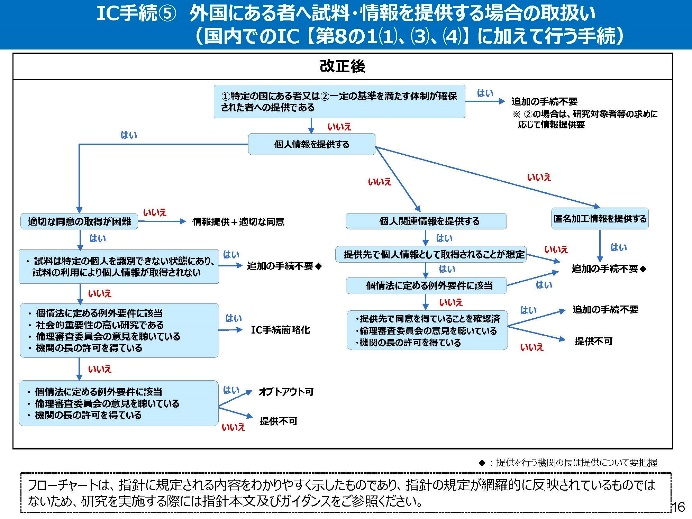 IC手続⑤ 外国にある者へ試料・情報を提供する場合の取扱い
(国内でのIC【第8の1⑴、⑶、⑷】に加えて行う手続)
改正後
①特定の国にある者又は②一定の基準を満たす体制が確保
された者への提供である
はい
追加の手続不要
※ ②の場合は、研究対象者等の求めに
応じて情報提供要
いいえ
はい
個人情報を提供する
いいえ
いいえ
適切な同意の取得が困難
いいえ
情報提供+適切な同意
個人関連情報を提供する
匿名加工情報を提供する
はい
はい
はい
・試料は特定の個人を識別できない状態にあり、
試料の利用により個人情報が取得されない
はい
追加の手続不要◆
提供先で個人情報として取得されることが想定
いいえ
追加の手続不要◆
はい
いいえ
個情法に定める例外要件に該当
はい
いいえ
・個情法に定める例外要件に該当
・社会的重要性の高い研究である
・倫理審査委員会の意見を聴いている
・機関の長の許可を得ている
はい
IC手続簡略化
・提供先で同意を得ていることを確認済
・倫理審査委員会の意見を聴いている
・機関の長の許可を得ている
はい
追加の手続不要
いいえ
提供不可
いいえ
・個情法に定める例外要件に該当
・倫理審査委員会の意見を聴いている
・機関の長の許可を得ている
はい
オプトアウト可
いいえ
提供不可
◆:提供を行う機関の長は提供について要把握
フローチャートは、指針に規定される内容をわかりやすく示したものであり、指針の規定が網羅的に反映されているものでは
ないため、研究を実施する際には指針本文及びガイダンスをご参照ください。
16